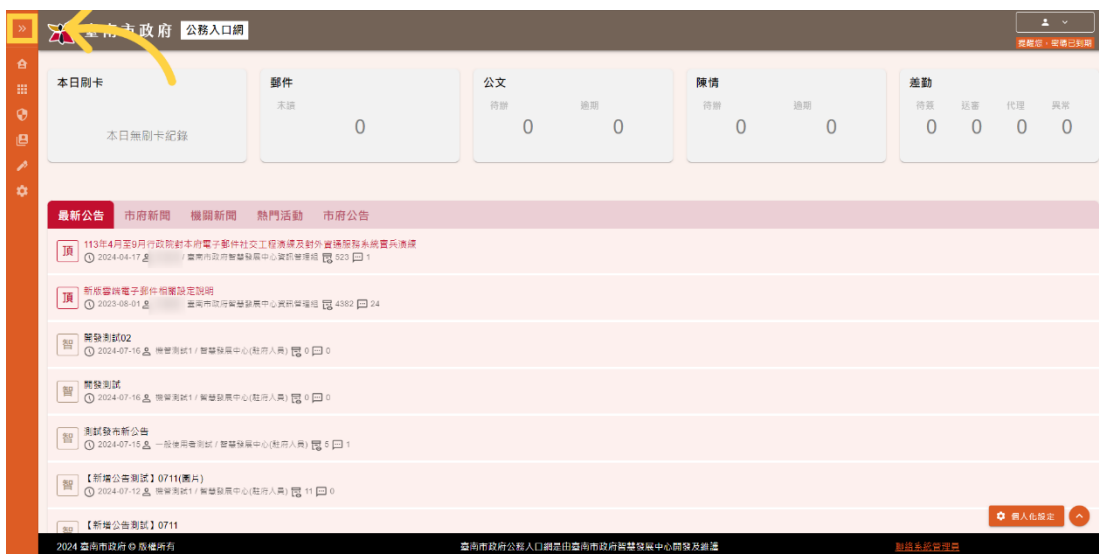 臺南市政府 公務入口網
提醒您，密碼已到期
本日刷卡
本日無刷卡紀錄
郵件
未讀
0
公文
待辦 逾期
0 0
陳情
待辦 逾期
0 0
差勤
待簽 送審 代理 異常
0 0 0 0
最新公告 市府新聞 機關新聞 熱門活動 市府公告
頂 113年4月至9月行政院對本府電子郵件社交工程演練及對外資通服務系統實兵演練
2024-04-17 / 臺南市政府智慧發展中心資訊管理組 523 1
頂 新版雲端電子郵件相關設定說明
2023-08-01 臺南市政府智慧發展中心資訊管理組 4382 24
智 開發測試02
2024-07-16 機管測試1 / 智慧發展中心(駐府人員) 0 0
智 開發測試
2024-07-16 機管測試1 / 智慧發展中心(駐府人員) 0 0
智 測試發布新公告
2024-07-15 一般使用者測試 / 智慧發展中心(駐府人員) 5 1
智 【新增公告測試】0711(圖片)
2024-07-12 機管測試1 / 智慧發展中心(駐府人員) 11 0
智 【新增公告測試】0711
個人化設定
2024 臺南市政府 © 版權所有
臺南市政府公務入口網是由臺南市政府智慧發展中心開發及維護
聯絡系統管理員